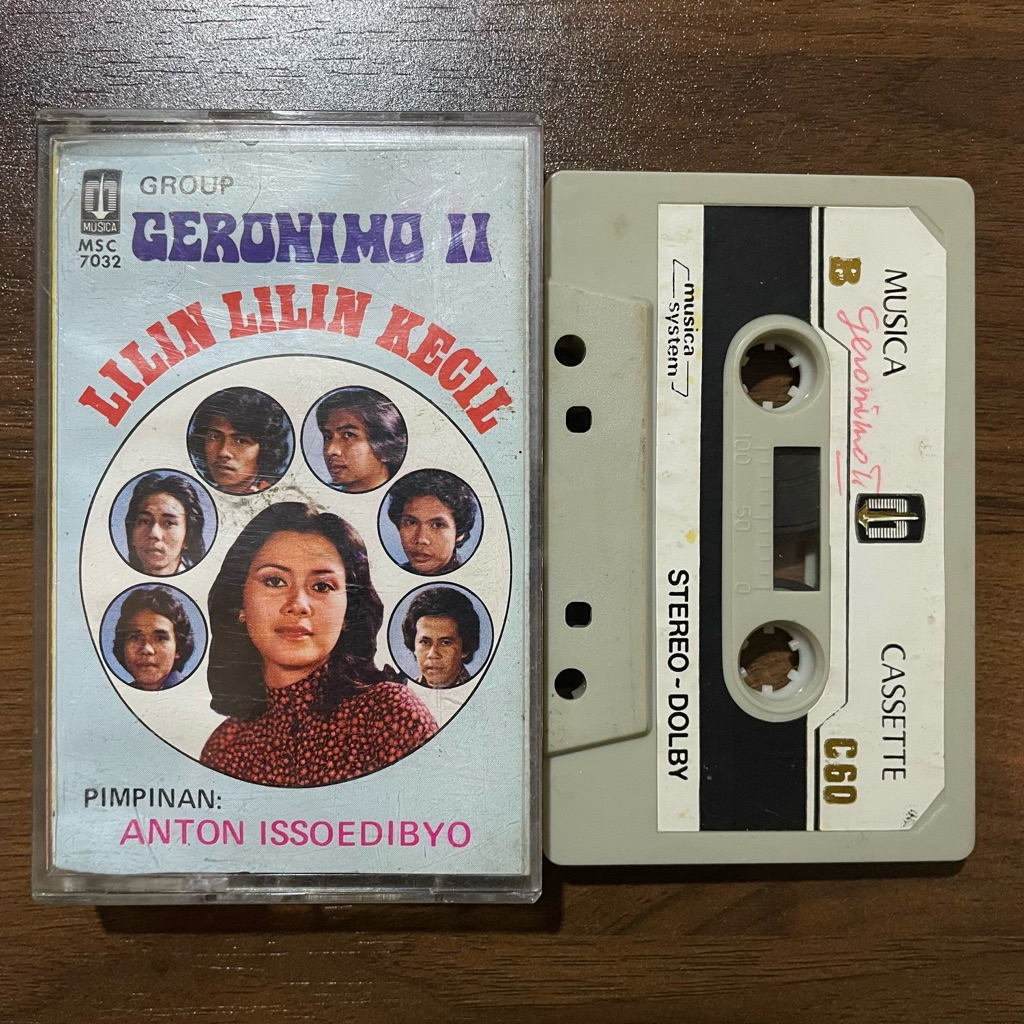 GROUP
MUSICA
MSC
7032
GERONIMO II
LILIN LILIN KECIL
PIMPINAN:
ANTON ISSOEDIBYO
musica
system
STEREO - DOLBY
100 50 0
B
MUSICA
CASSETTE
Geronimo II
C60